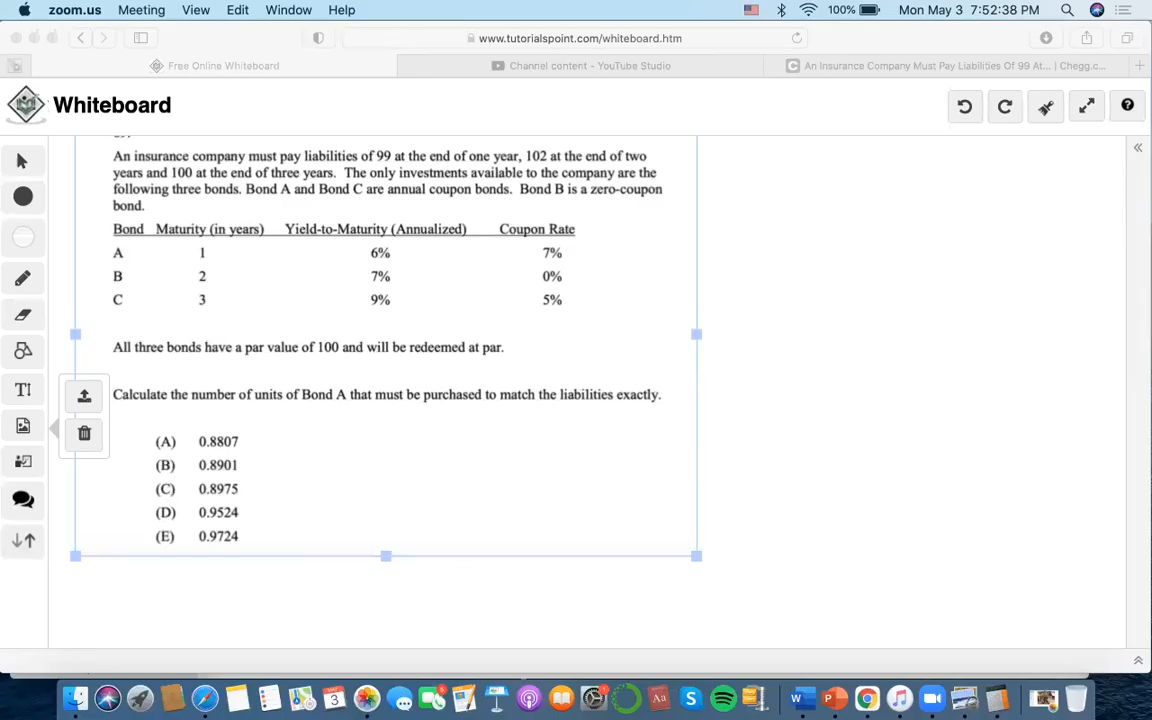 zoom.us Meeting View Edit Window Help 100% Mon May 3 7:52:38 PM
www.tutorialspoint.com/whiteboard.htm
Free Online Whiteboard Channel content - YouTube Studio An Insurance Company Must Pay Liabilities Of 99 At... | Chegg.c...
Whiteboard
An insurance company must pay liabilities of 99 at the end of one year, 102 at the end of two
years and 100 at the end of three years. The only investments available to the company are the
following three bonds. Bond A and Bond C are annual coupon bonds. Bond B is a zero-coupon
bond.
Bond Maturity (in years) Yield-to-Maturity (Annualized) Coupon Rate
A 1 6% 7%
B 2 7% 0%
C 3 9% 5%
All three bonds have a par value of 100 and will be redeemed at par.
Calculate the number of units of Bond A that must be purchased to match the liabilities exactly.
(A) 0.8807
(B) 0.8901
(C) 0.8975
(D) 0.9524
(E) 0.9724